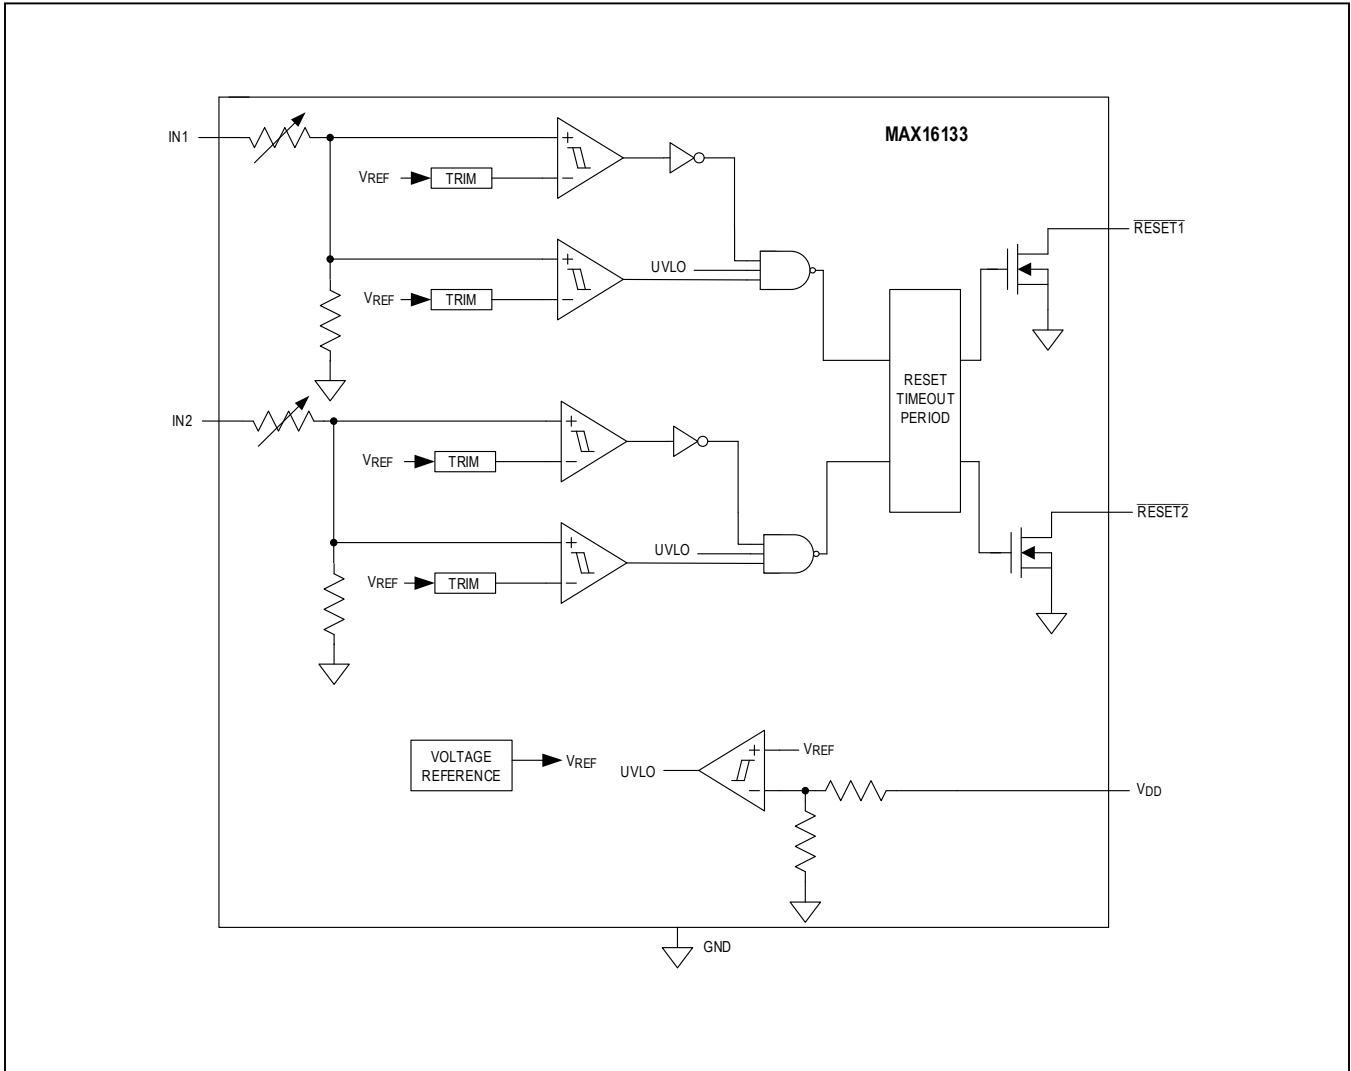 MAX16133
IN1
+
VREF
TRIM
−
RESET1
+
UVLO
VREF
TRIM
−
RESET
TIMEOUT
PERIOD
IN2
+
VREF
TRIM
−
RESET2
+
UVLO
VREF
TRIM
−
VOLTAGE
REFERENCE
VREF
UVLO
+
VREF
−
VDD
GND